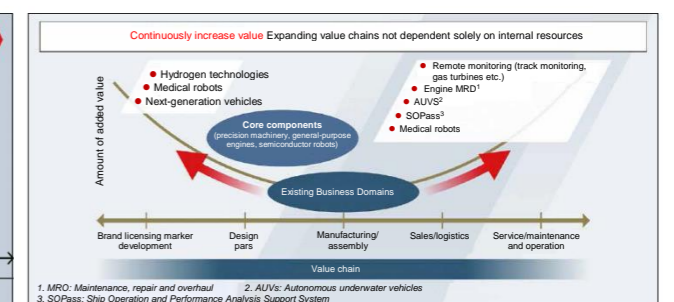 Continuously increase value Expanding value chains not dependent solely on internal resources
Amount of added value
● Hydrogen technologies
● Medical robots
● Next-generation vehicles
● Remote monitoring (track monitoring,
gas turbines etc.)
● Engine MRD1
● AUVS2
● SOPass3
● Medical robots
Core components
(precision machinery, general-purpose
engines, semiconductor robots)
Existing Business Domains
Brand licensing marker
development
Design
pars
Manufacturing/
assembly
Sales/logistics
Service/maintenance
and operation
Value chain
1. MRO: Maintenance, repair and overhaul 2. AUVs: Autonomous underwater vehicles
3. SOPass: Ship Operation and Performance Analysis Support System